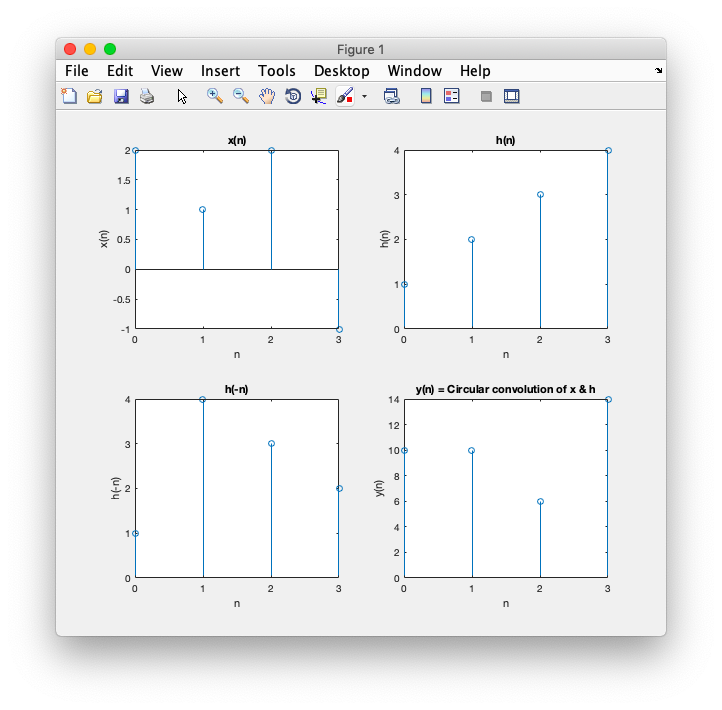 Figure 1
File Edit View Insert Tools Desktop Window Help
x(n)
2
1.5
1
0.5
0
-0.5
-1
x(n)
0 1 2 3
n
h(n)
4
3
2
1
0
h(n)
0 1 2 3
n
h(-n)
4
3
2
1
0
h(-n)
0 1 2 3
n
y(n) = Circular convolution of x & h
14
12
10
8
6
4
2
0
y(n)
0 1 2 3
n